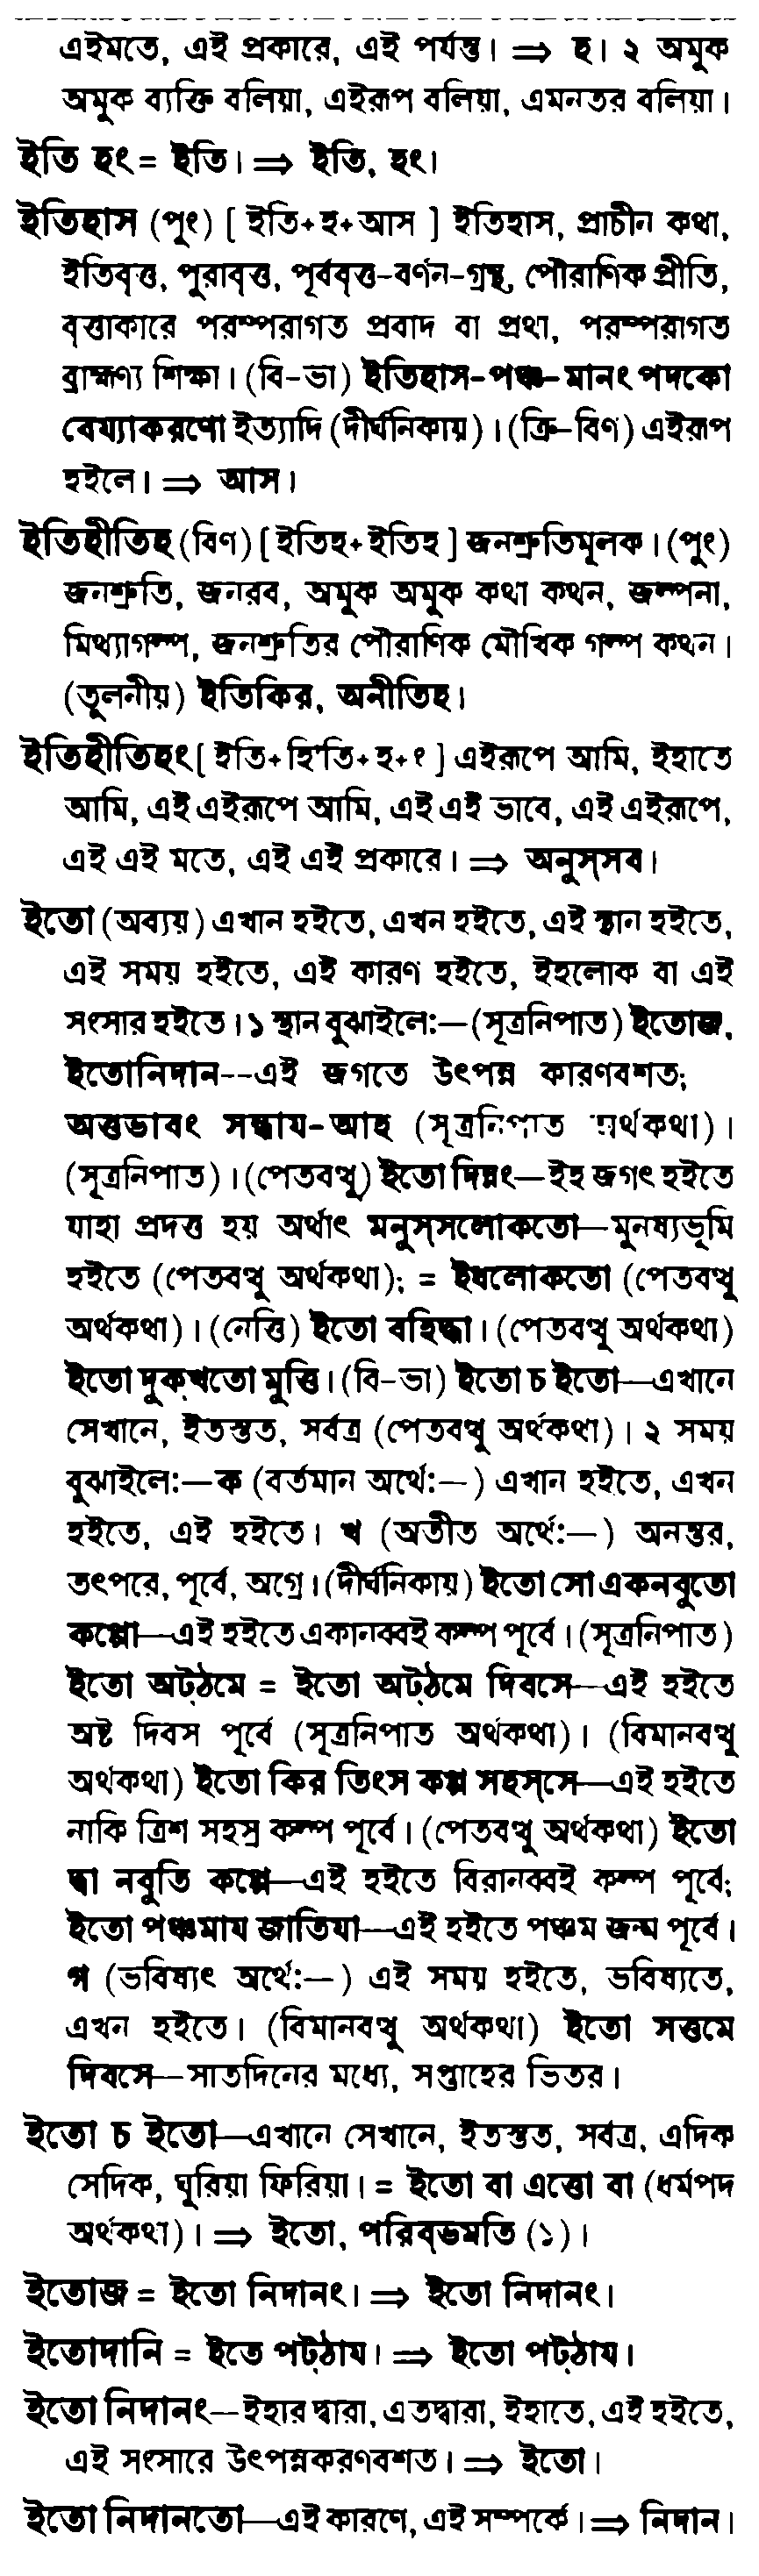 এইমতে, এই প্রকারে, এই পর্যন্ত। ⇒ হ। ২ অমুক
অমুক ব্যক্তি বলিয়া, এইরূপ বলিয়া, এমনতর বলিয়া।
ইতি হং = ইতি। ⇒ ইতি, হং।
ইতিহাস (পুং) [ ইতি+হ+আস ] ইতিহাস, প্রাচীন কথা,
ইতিবৃত্ত, পুরাবৃত্ত, পূর্ববৃত্ত-বর্ণন-গ্রন্থ, পৌরাণিক প্রীতি,
বৃত্তাকারে পরম্পরাগত প্রবাদ বা প্রথা, পরম্পরাগত
ব্রাহ্মণ্য শিক্ষা। (বি-ভা) ইতিহাস-পঞ্চ-মানং পদকো
বেয্যাকরণো ইত্যাদি (দীর্ঘনিকায়)। (ক্রি-বিণ) এইরূপ
হইলে। ⇒ আস।
ইতিহীতিহ (বিণ) [ ইতিহ+ইতিহ ] জনশ্রুতিমূলক। (পুং)
জনশ্রুতি, জনরব, অমুক অমুক কথা কথন, জল্পনা,
মিথ্যাগল্প, জনশ্রুতির পৌরাণিক মৌখিক গল্প কথন।
(তুলনীয়) ইতিকির, অনীতিহ।
ইতিহীতিহং [ ইতি+হি'তি+হ+ং ] এইরূপে আমি, ইহাতে
আমি, এই এইরূপে আমি, এই এই ভাবে, এই এইরূপে,
এই এই মতে, এই এই প্রকারে। ⇒ অনুস্সব।
ইতো (অব্যয়) এখান হইতে, এখন হইতে, এই স্থান হইতে,
এই সময় হইতে, এই কারণ হইতে, ইহলোক বা এই
সংসার হইতে। ১ স্থান বুঝাইলে:—(সূত্রনিপাত) ইতোজ,
ইতোনিদান--এই জগতে উৎপন্ন কারণবশত;
অত্তভাবং সন্ধায-আহ (সূত্রনিপাত অর্থকথা)।
(সূত্রনিপাত)। (পেতবত্থু) ইতো দিন্নং—ইহ জগৎ হইতে
যাহা প্রদত্ত হয় অর্থাৎ মনুস্সলোকতো—মুনষ্যভূমি
হইতে (পেতবত্থু অর্থকথা); = ইধলোকতো (পেতবত্থু
অর্থকথা)। (নেত্তি) ইতো বহিদ্ধা। (পেতবত্থু অর্থকথা)
ইতো দুক্খতো মুত্তি। (বি-ভা) ইতো চ ইতো—এখানে
সেখানে, ইতস্তত, সর্বত্র (পেতবত্থু অর্থকথা)। ২ সময়
বুঝাইলে:—ক (বর্তমান অর্থে:—) এখান হইতে, এখন
হইতে, এই হইতে। খ (অতীত অর্থে:—) অনন্তর,
তৎপরে, পূর্বে, অগ্রে। (দীর্ঘনিকায়) ইতো সো একনবুতো
কপ্পো—এই হইতে একানব্বই কল্প পূর্বে। (সূত্রনিপাত)
ইতো অট্ঠমে = ইতো অট্ঠমে দিবসে—এই হইতে
অষ্ট দিবস পূর্বে (সূত্রনিপাত অর্থকথা)। (বিমানবত্থু
অর্থকথা) ইতো কির তিংস কপ্প সহস্সে—এই হইতে
নাকি ত্রিশ সহস্র কল্প পূর্বে। (পেতবত্থু অর্থকথা) ইতো
দ্বা নবুতি কপ্পে—এই হইতে বিরানব্বই কল্প পূর্বে;
ইতো পঞ্চমায জাতিযা—এই হইতে পঞ্চম জন্ম পূর্বে।
গ (ভবিষ্যৎ অর্থে:—) এই সময় হইতে, ভবিষ্যতে,
এখন হইতে। (বিমানবত্থু অর্থকথা) ইতো সত্তমে
দিবসে—সাতদিনের মধ্যে, সপ্তাহের ভিতর।
ইতো চ ইতো—এখানে সেখানে, ইতস্তত, সর্বত্র, এদিক
সেদিক, ঘুরিয়া ফিরিয়া। = ইতো বা এত্তো বা (ধর্মপদ
অর্থকথা)। ⇒ ইতো, পরিব্ভমতি (১)।
ইতোজ = ইতো নিদানং। ⇒ ইতো নিদানং।
ইতোদানি = ইতে পট্ঠায। ⇒ ইতো পট্ঠায।
ইতো নিদানং—ইহার দ্বারা, এতদ্বারা, ইহাতে, এই হইতে,
এই সংসারে উৎপন্নকরণবশত। ⇒ ইতো।
ইতো নিদানতো—এই কারণে, এই সম্পর্কে। ⇒ নিদান।